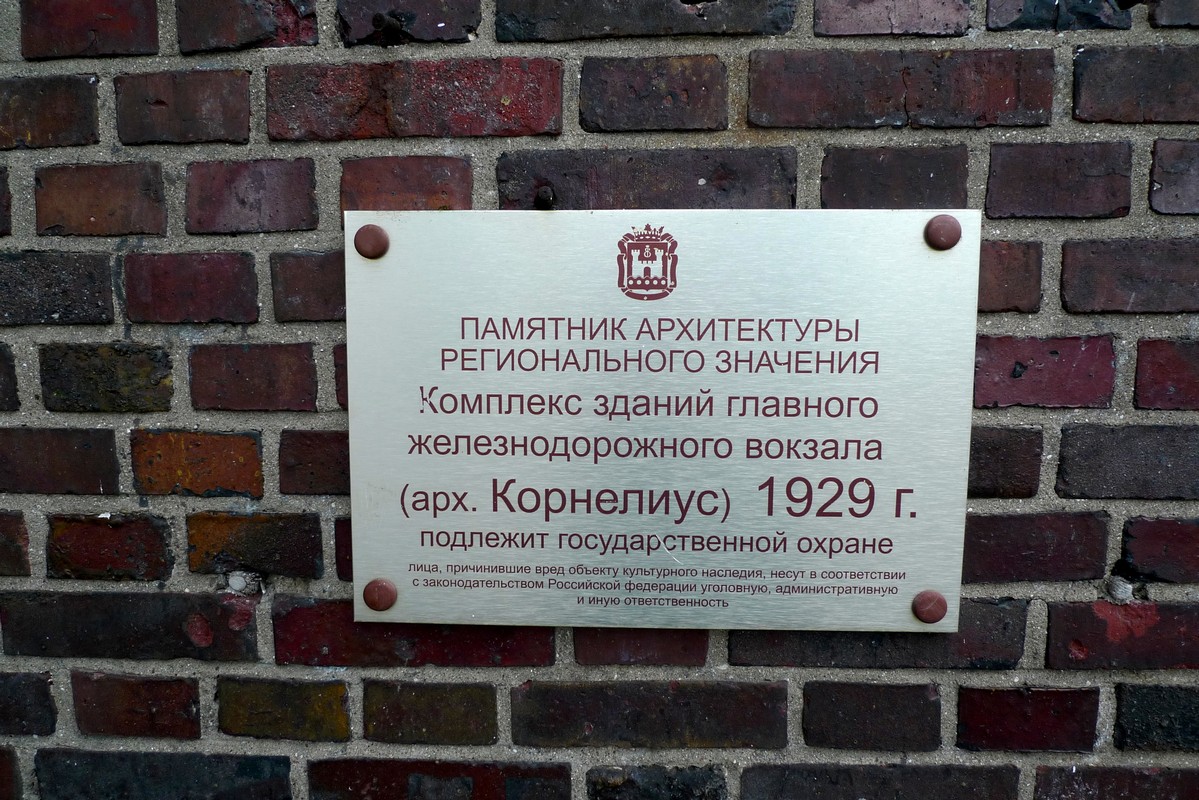 ПАМЯТНИК АРХИТЕКТУРЫ
РЕГИОНАЛЬНОГО ЗНАЧЕНИЯ
Комплекс зданий главного
железнодорожного вокзала
(арх. Корнелиус) 1929 г.
подлежит государственной охране
лица, причинившие вред объекту культурного наследия, несут в соответствии
с законодательством Российской федерации уголовную, административную
и иную ответственность